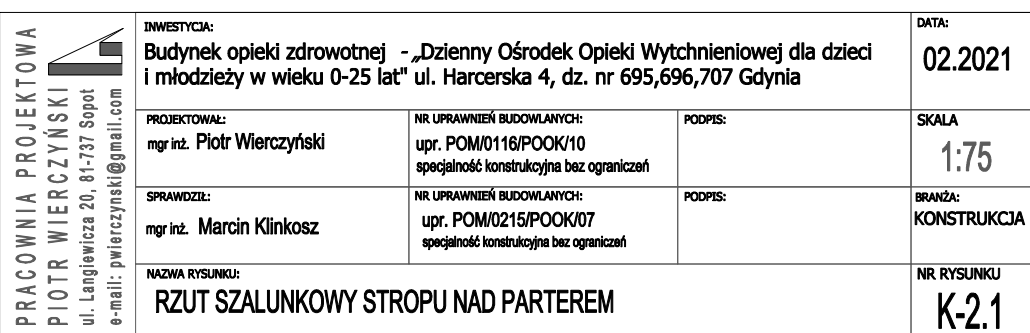 PRACOWNIA PROJEKTOWA
PIOTR WIERCZYŃSKI
ul. Langiewicza 20, 81-737 Sopot
e-mail: pwierczynski@gmail.com
INWESTYCJA:
Budynek opieki zdrowotnej - „Dzienny Ośrodek Opieki Wytchnieniowej dla dzieci
i młodzieży w wieku 0-25 lat" ul. Harcerska 4, dz. nr 695,696,707 Gdynia
DATA:
02.2021
PROJEKTOWAŁ:
mgr inż. Piotr Wierczyński
NR UPRAWNIEŃ BUDOWLANYCH:
upr. POM/0116/POOK/10
specjalność konstrukcyjna bez ograniczeń
PODPIS:
SKALA
1:75
SPRAWDZIŁ:
mgr inż. Marcin Klinkosz
NR UPRAWNIEŃ BUDOWLANYCH:
upr. POM/0215/POOK/07
specjalność konstrukcyjna bez ograniczeń
PODPIS:
BRANŻA:
KONSTRUKCJA
NAZWA RYSUNKU:
RZUT SZALUNKOWY STROPU NAD PARTEREM
NR RYSUNKU
K-2.1